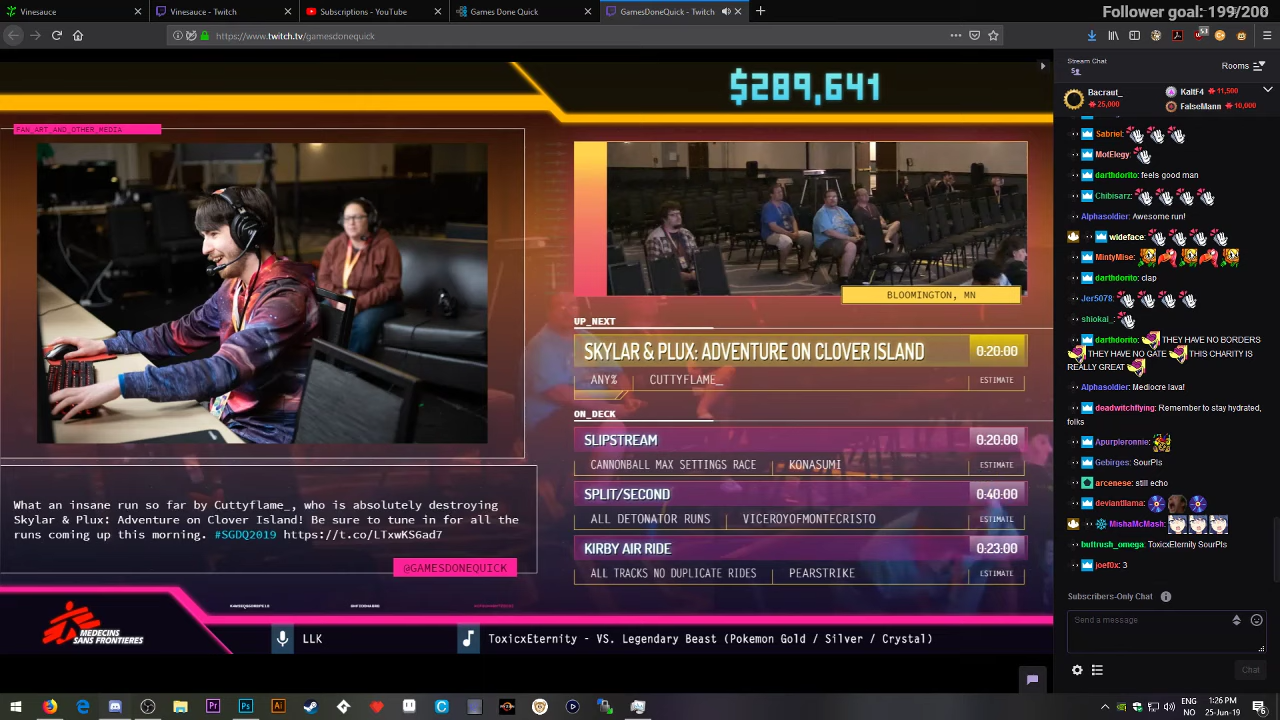 Vinesauce
Vinesauce - Twitch
Subscriptions - YouTube
Games Done Quick
GamesDoneQuick - Twitch
Follower goal: 199/200
https://www.twitch.tv/gamesdonequick
$289,641
FAN_ART_AND_OTHER_MEDIA
BLOOMINGTON, MN
UP_NEXT
SKYLAR & PLUX: ADVENTURE ON CLOVER ISLAND 0:20:00
ANY% CUTTYFLAME_ ESTIMATE
ON_DECK
SLIPSTREAM 0:20:00
CANNONBALL MAX SETTINGS RACE KONASUMI ESTIMATE
SPLIT/SECOND 0:40:00
ALL DETONATOR RUNS VICEROYOFMONTECRISTO ESTIMATE
KIRBY AIR RIDE 0:23:00
ALL TRACKS NO DUPLICATE RIDES PEARSTRIKE ESTIMATE
What an insane run so far by Cuttyflame_, who is absolutely destroying
Skylar & Plux: Adventure on Clover Island! Be sure to tune in for all the
runs coming up this morning. #SGDQ2019 https://t.co/LTxwKS6ad7
@GAMESDONEQUICK
MEDECINS
SANS FRONTIERES
LLK
ToxicxEternity - VS. Legendary Beast (Pokemon Gold / Silver / Crystal)
Stream Chat
Rooms
Bacraut_
25,000
KaltF4 11,500
FalseMann 10,000
Sabriel:
MotElegy:
darthdorito: feels good man
Chibisarz:
Alphasoldier: Awesome run!
wideface:
MintyMise:
darthdorito: clap
Jer5078:
shiokai_:
darthdorito: THEY HAVE NO BORDERS
THEY HAVE NO GATE THIS CHARITY IS
REALLY GREAT
Alphasoldier: Mediocre lava!
deadwitchflying: Remember to stay hydrated,
folks
Apurpleronnie:
Gebirges: SourPls
arcenese: still echo
deviantllama:
MishaMcMash:
buttrush_omega: ToxicsEternity SourPls
joef0x: 3
Subscribers-Only Chat
Send a message
Chat
ENG
NO
1:26 PM
25-Jun-19